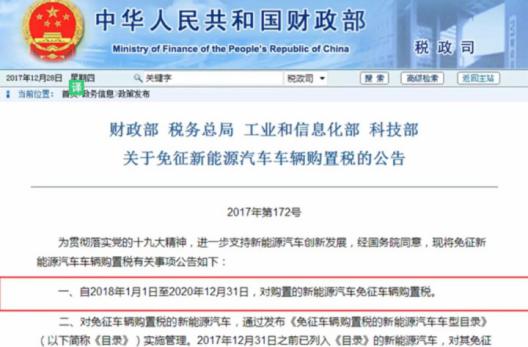 中华人民共和国财政部
Ministry of Finance of the People's Republic of China
税政司
2017年12月28日 星期四 关键字 税政司 搜索 高级检索 返回主站
当前位置：首页·政务信息·政策发布
译
财政部 税务总局 工业和信息化部 科技部
关于免征新能源汽车车辆购置税的公告
2017年第172号
为贯彻落实党的十九大精神，进一步支持新能源汽车创新发展，经国务院同意，现将免征新
能源汽车车辆购置税有关事项公告如下：
一、自2018年1月1日至2020年12月31日，对购置的新能源汽车免征车辆购置税。
二、对免征车辆购置税的新能源汽车，通过发布《免征车辆购置税的新能源汽车车型目录》
（以下简称《目录》）实施管理。2017年12月31日之前已列入《目录》的新能源汽车，对其免征